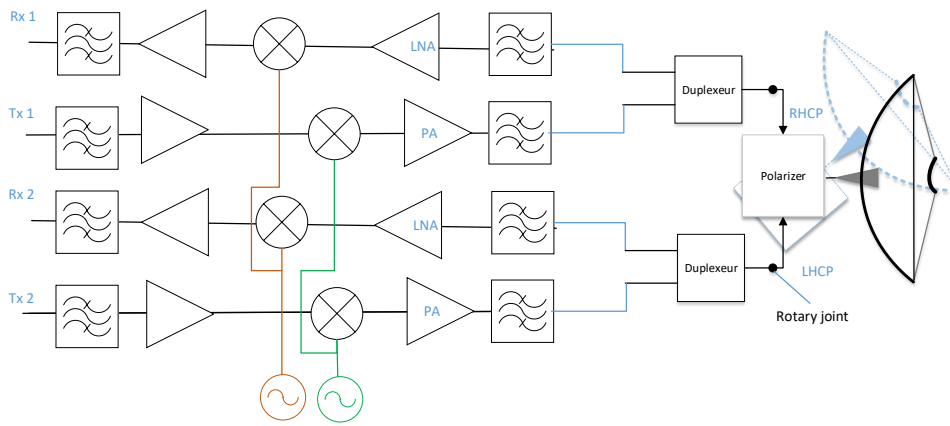 Rx 1
LNA
Duplexeur
Tx 1
PA
RHCP
Polarizer
Rx 2
LNA
Duplexeur
LHCP
Tx 2
PA
Rotary joint